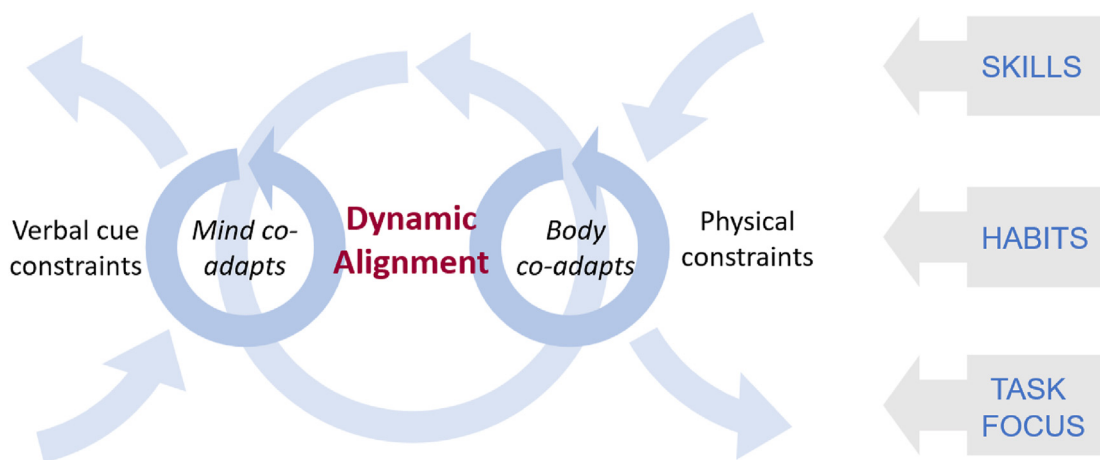 SKILLS
Verbal cue
constraints
Mind co-
adapts
Dynamic
Alignment
Body
co-adapts
Physical
constraints
HABITS
TASK
FOCUS